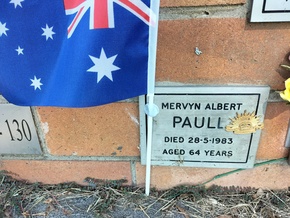 MERVYN ALBERT
PAULL
DIED 28-5-1983
AGED 64 YEARS
- 130